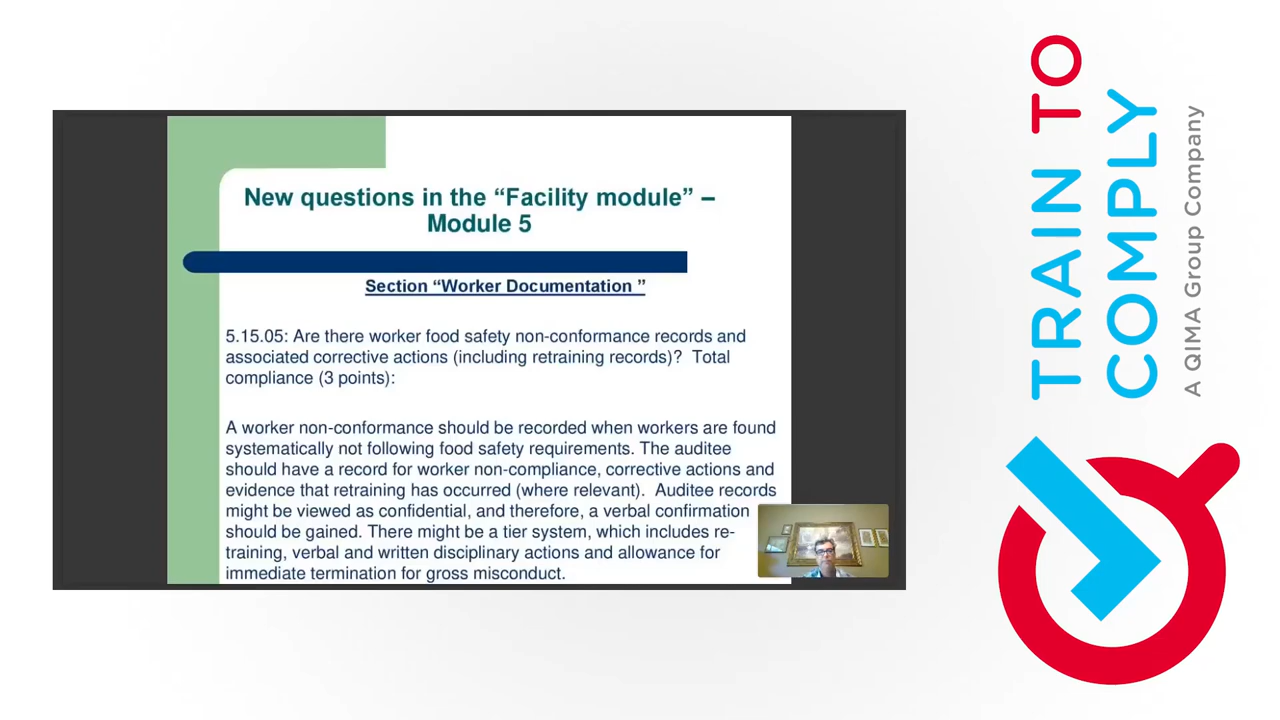 New questions in the “Facility module” –
Module 5
Section “Worker Documentation ”
5.15.05: Are there worker food safety non-conformance records and
associated corrective actions (including retraining records)?  Total
compliance (3 points):
A worker non-conformance should be recorded when workers are found
systematically not following food safety requirements. The auditee
should have a record for worker non-compliance, corrective actions and
evidence that retraining has occurred (where relevant).  Auditee records
might be viewed as confidential, and therefore, a verbal confirmation
should be gained. There might be a tier system, which includes re-
training, verbal and written disciplinary actions and allowance for
immediate termination for gross misconduct.
TRAIN TO
COMPLY
A QIMA Group Company